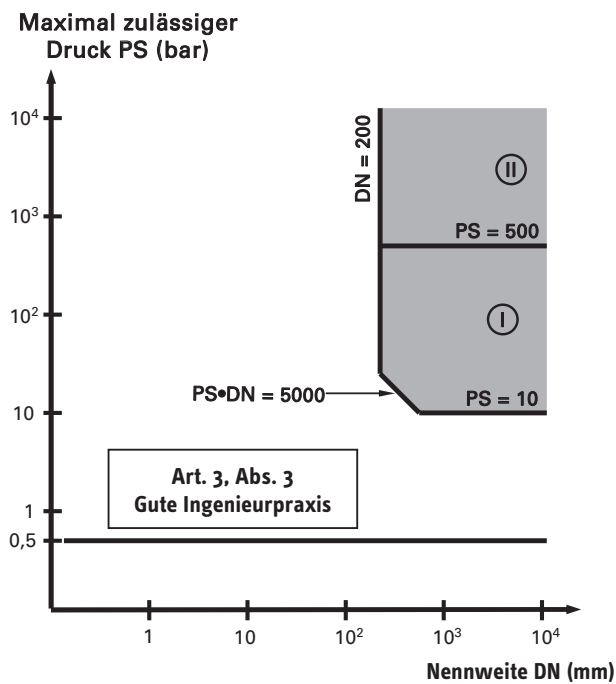 Maximal zulässiger
Druck PS (bar)
10⁴
10³
10²
10
1
0,5
DN = 200
II
PS = 500
I
PS•DN = 5000
PS = 10
Art. 3, Abs. 3
Gute Ingenieurpraxis
1
10
10²
10³
10⁴
Nennweite DN (mm)